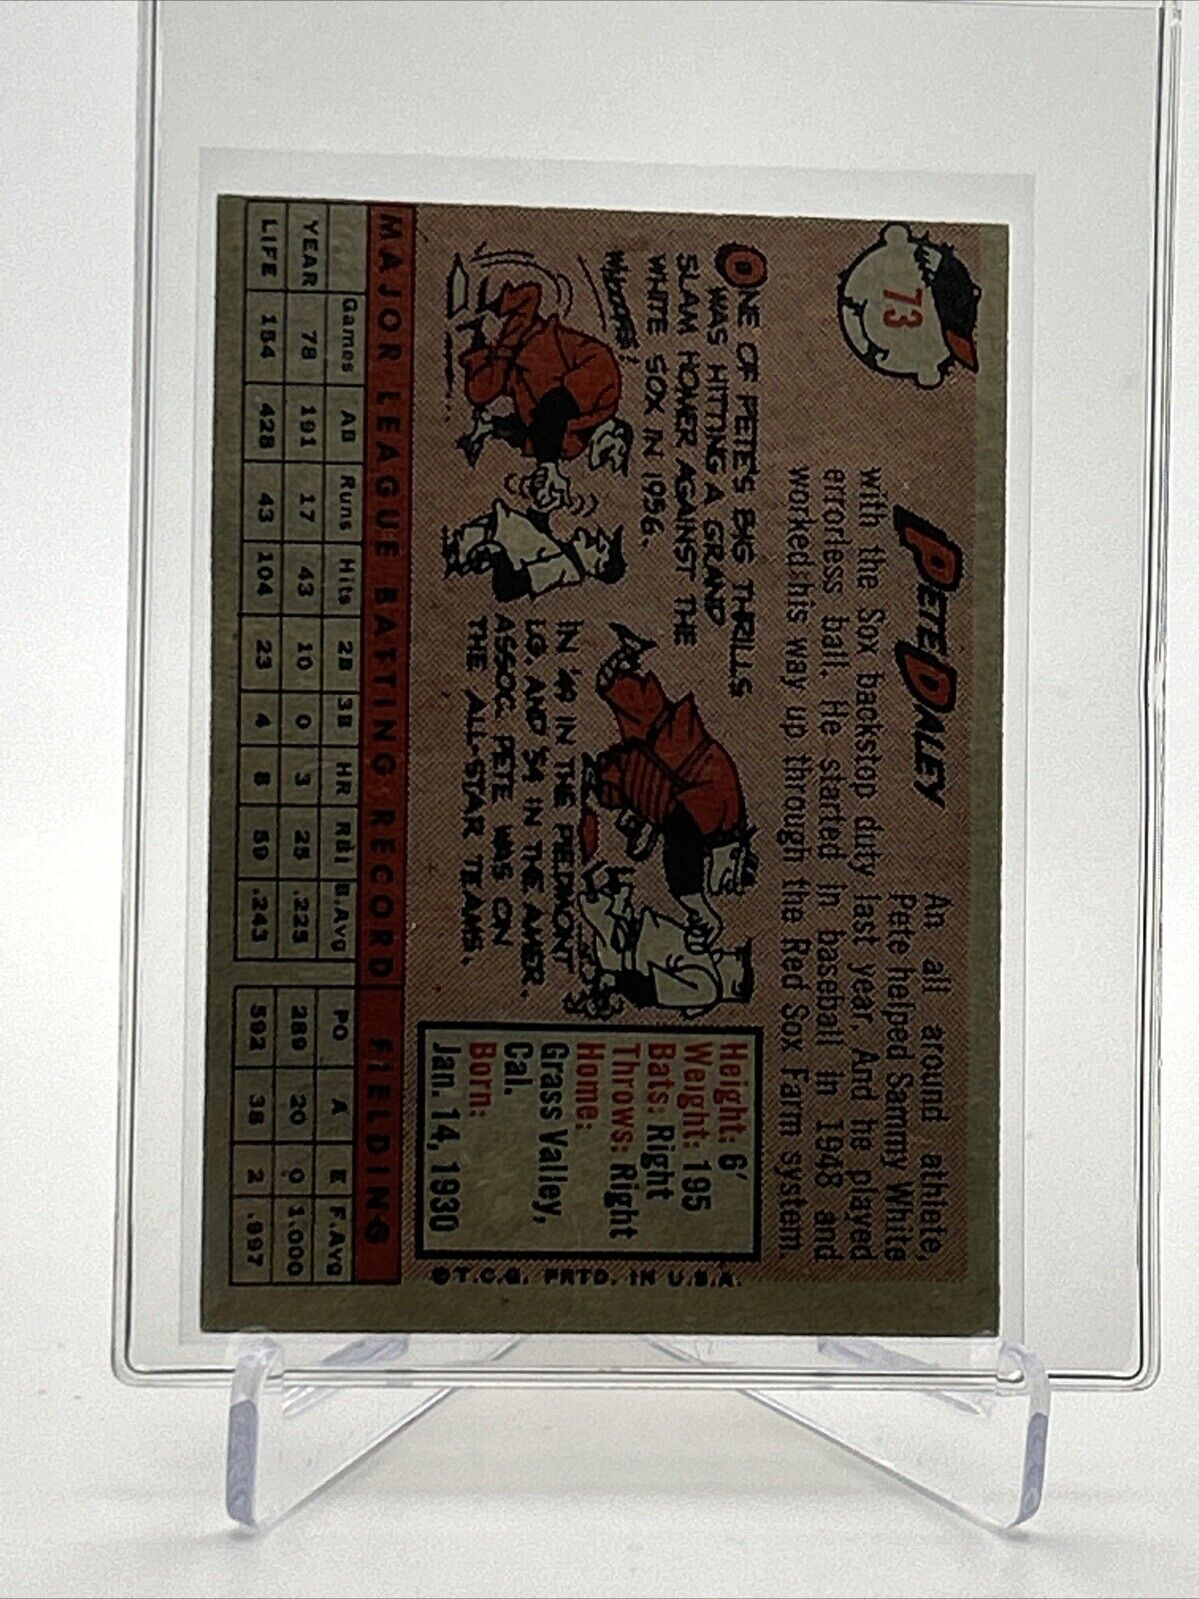 73
PETE DALEY
An all around athlete,
Pete helped Sammy White
with the Sox backstop duty last year. And he played
errorless ball. He started in baseball in 1948 and
worked his way up through the Red Sox Farm system.
ONE OF PETE'S BIG THRILLS
WAS HITTING A GRAND
SLAM HOMER AGAINST THE
WHITE SOX IN 1956.
IN '49 IN THE PIEDMONT
LG. AND '54 IN THE AMER.
ASSOC. PETE WAS ON
THE ALL-STAR TEAMS.
Height: 6'
Weight: 195
Bats: Right
Throws: Right
Home:
Grass Valley,
Cal.
Born:
Jan. 14, 1930
© T.C.G. PRTD. IN U.S.A.
MAJOR LEAGUE BATTING RECORD FIELDING
Games AB Runs Hits 2B 3B HR RBI B.Avg PO A E F.Avg
YEAR 78 191 17 43 10 0 3 25 .225 289 20 0 1.000
LIFE 184 428 43 104 23 4 8 59 .243 592 38 2 .997